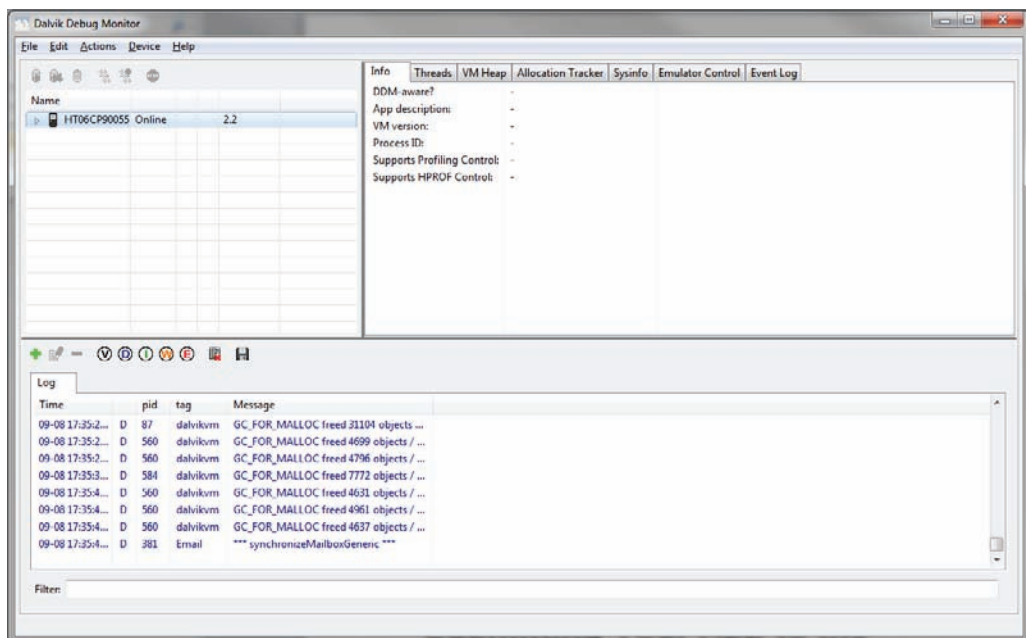 Dalvik Debug Monitor
File Edit Actions Device Help
Name
HT06CP90055 Online 2.2
Info Threads VM Heap Allocation Tracker Sysinfo Emulator Control Event Log
DDM-aware? -
App description: -
VM version: -
Process ID: -
Supports Profiling Control: -
Supports HPROF Control: -
V D I W E
Log
Time pid tag Message
09-08 17:35:2... D 87 dalvikvm GC_FOR_MALLOC freed 31104 objects ...
09-08 17:35:2... D 560 dalvikvm GC_FOR_MALLOC freed 4699 objects / ...
09-08 17:35:2... D 560 dalvikvm GC_FOR_MALLOC freed 4796 objects / ...
09-08 17:35:3... D 584 dalvikvm GC_FOR_MALLOC freed 7772 objects / ...
09-08 17:35:4... D 560 dalvikvm GC_FOR_MALLOC freed 4631 objects / ...
09-08 17:35:4... D 560 dalvikvm GC_FOR_MALLOC freed 4961 objects / ...
09-08 17:35:4... D 560 dalvikvm GC_FOR_MALLOC freed 4637 objects / ...
09-08 17:35:4... D 381 Email *** synchronizeMailboxGeneric ***
Filter: